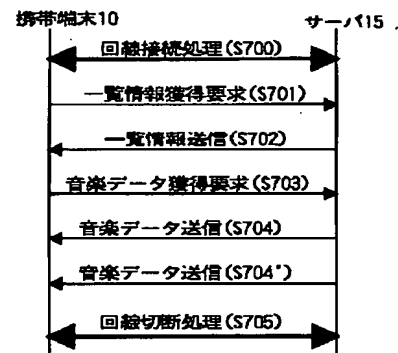 携帯端末10
サーバ15
回線接続処理(S700)
一覧情報獲得要求(S701)
一覧情報送信(S702)
音楽データ獲得要求(S703)
音楽データ送信(S704)
音楽データ送信(S704')
回線切断処理(S705)